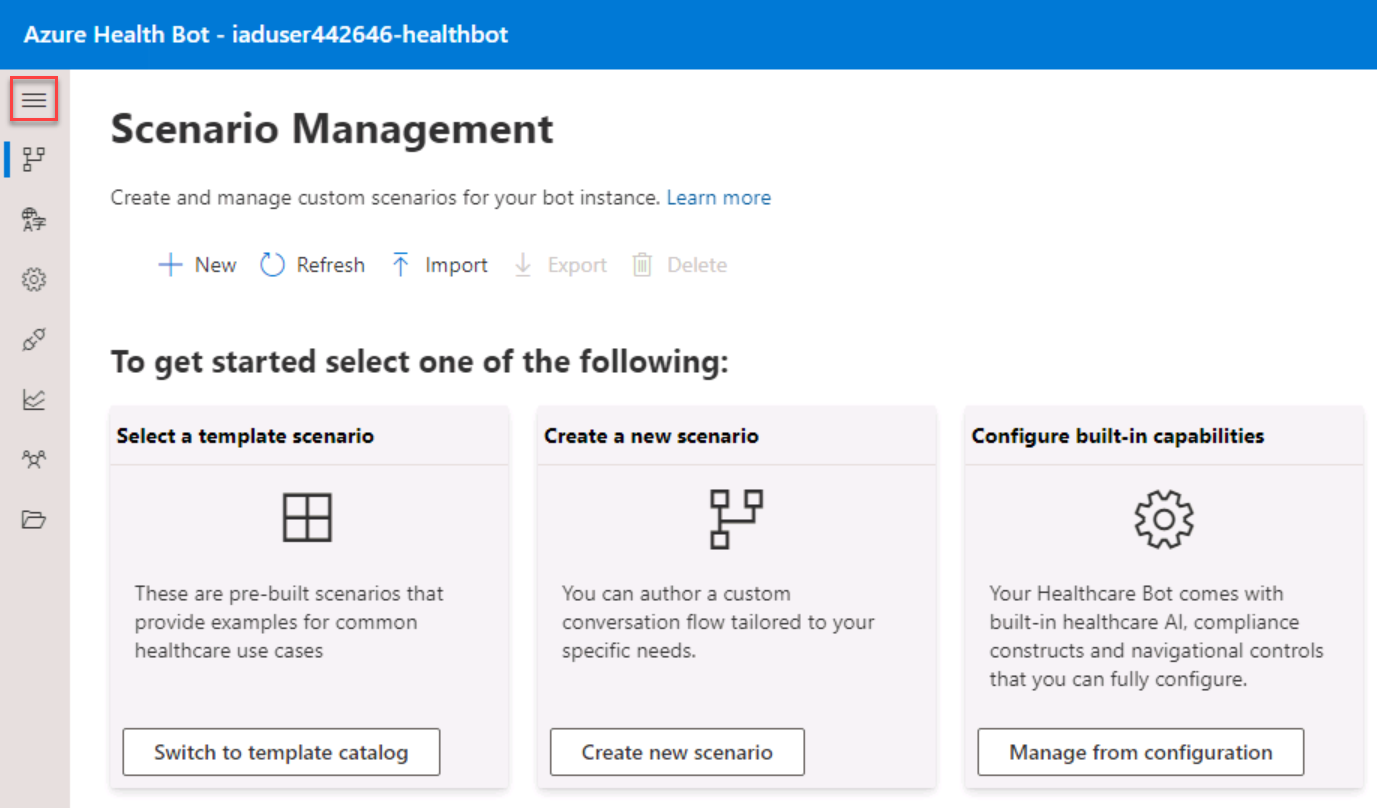 Azure Health Bot - iaduser442646-healthbot
Scenario Management
Create and manage custom scenarios for your bot instance. Learn more
New Refresh Import Export Delete
To get started select one of the following:
Select a template scenario
These are pre-built scenarios that
provide examples for common
healthcare use cases
Switch to template catalog
Create a new scenario
You can author a custom
conversation flow tailored to your
specific needs.
Create new scenario
Configure built-in capabilities
Your Healthcare Bot comes with
built-in healthcare AI, compliance
constructs and navigational controls
that you can fully configure.
Manage from configuration